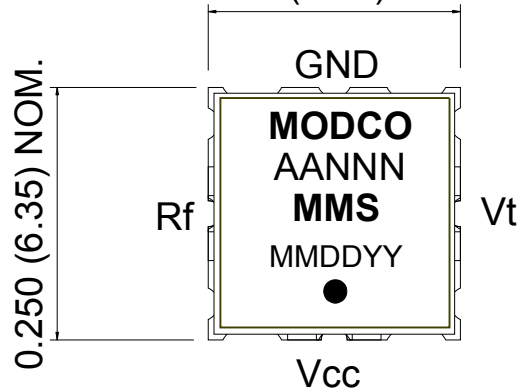 GND
MODCO
AANNN
MMS
MMDDYY
Rf
Vt
Vcc
0.250 (6.35) NOM.